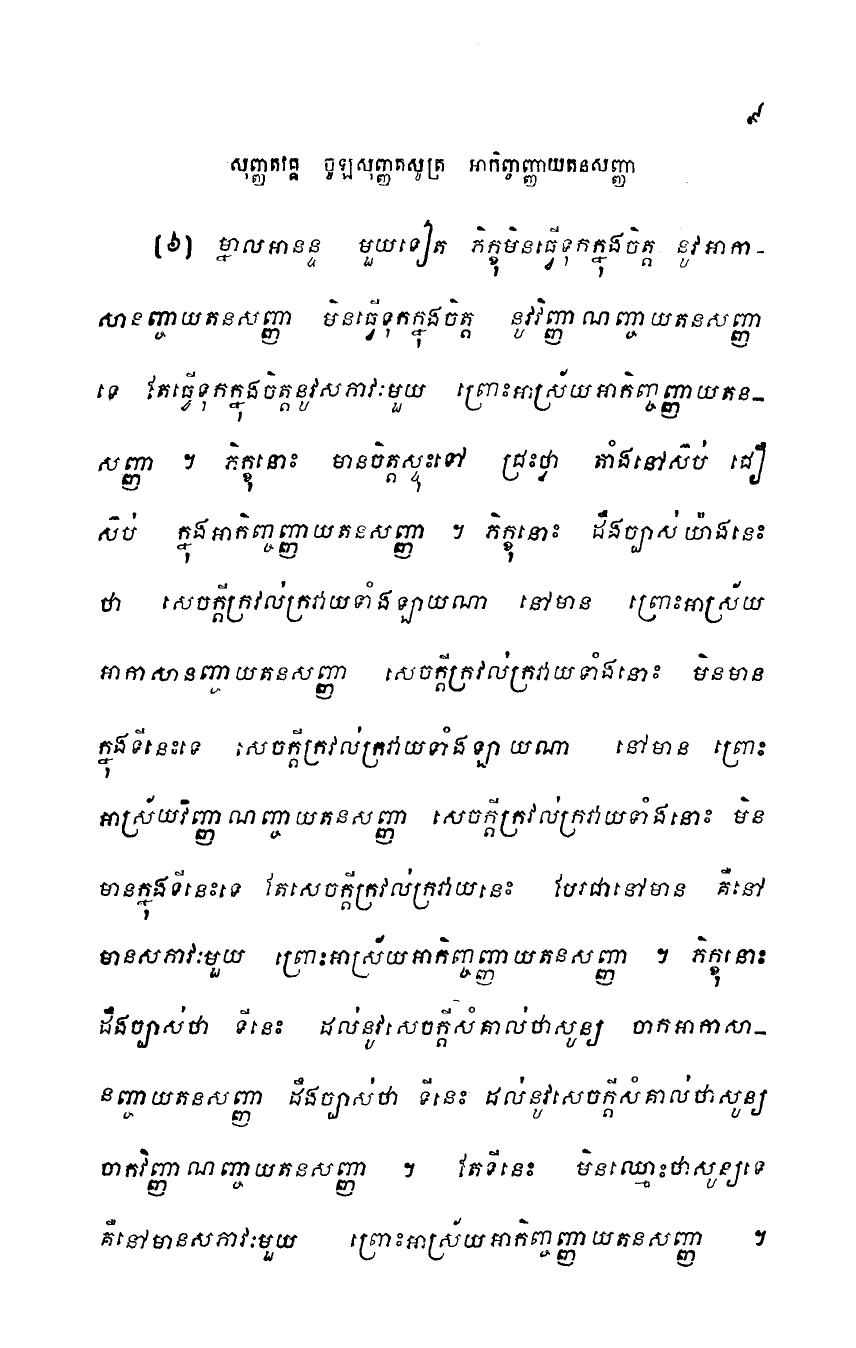 ៩
សុញ្ញតវគ្គ ចូឡសុញ្ញតសូត្រ អាកិញ្ចញ្ញាយតនសញ្ញា
(៦) ម្នាលអានន្ទ មួយទៀត ភិក្ខុមិនធ្វើទុកក្នុងចិត្ត នូវអាកា-
សានញ្ចាយតនសញ្ញា មិនធ្វើទុកក្នុងចិត្ត នូវវិញ្ញាណញ្ចាយតនសញ្ញា
ទេ តែធ្វើទុកក្នុងចិត្តនូវសភាវៈមួយ ព្រោះអាស្រ័យអាកិញ្ចញ្ញាយតន-
សញ្ញា ។ ភិក្ខុនោះ មានចិត្តស្ទុះទៅ ជ្រះថ្លា តាំងនៅស៊ប់ ជឿ
ស៊ប់ ក្នុងអាកិញ្ចញ្ញាយតនសញ្ញា ។ ភិក្ខុនោះ ដឹងច្បាស់យ៉ាងនេះ
ថា សេចក្តីក្រវល់ក្រវាយទាំងឡាយណា នៅមាន ព្រោះអាស្រ័យ
អាកាសានញ្ចាយតនសញ្ញា សេចក្តីក្រវល់ក្រវាយទាំងនោះ មិនមាន
ក្នុងទីនេះទេ សេចក្តីក្រវល់ក្រវាយទាំងឡាយណា នៅមាន ព្រោះ
អាស្រ័យវិញ្ញាណញ្ចាយតនសញ្ញា សេចក្តីក្រវល់ក្រវាយទាំងនោះ មិន
មានក្នុងទីនេះទេ តែសេចក្តីក្រវល់ក្រវាយនេះ បែរជានៅមាន គឺនៅ
មានសភាវៈមួយ ព្រោះអាស្រ័យអាកិញ្ចញ្ញាយតនសញ្ញា ។ ភិក្ខុនោះ
ដឹងច្បាស់ថា ទីនេះ ដល់នូវសេចក្តីសំគាល់ថាសូន្យ ចាកអាកាសា-
នញ្ចាយតនសញ្ញា ដឹងច្បាស់ថា ទីនេះ ដល់នូវសេចក្តីសំគាល់ថាសូន្យ
ចាកវិញ្ញាណញ្ចាយតនសញ្ញា ។ តែទីនេះ មិនឈ្មោះថាសូន្យទេ
គឺនៅមានសភាវៈមួយ ព្រោះអាស្រ័យអាកិញ្ចញ្ញាយតនសញ្ញា ។